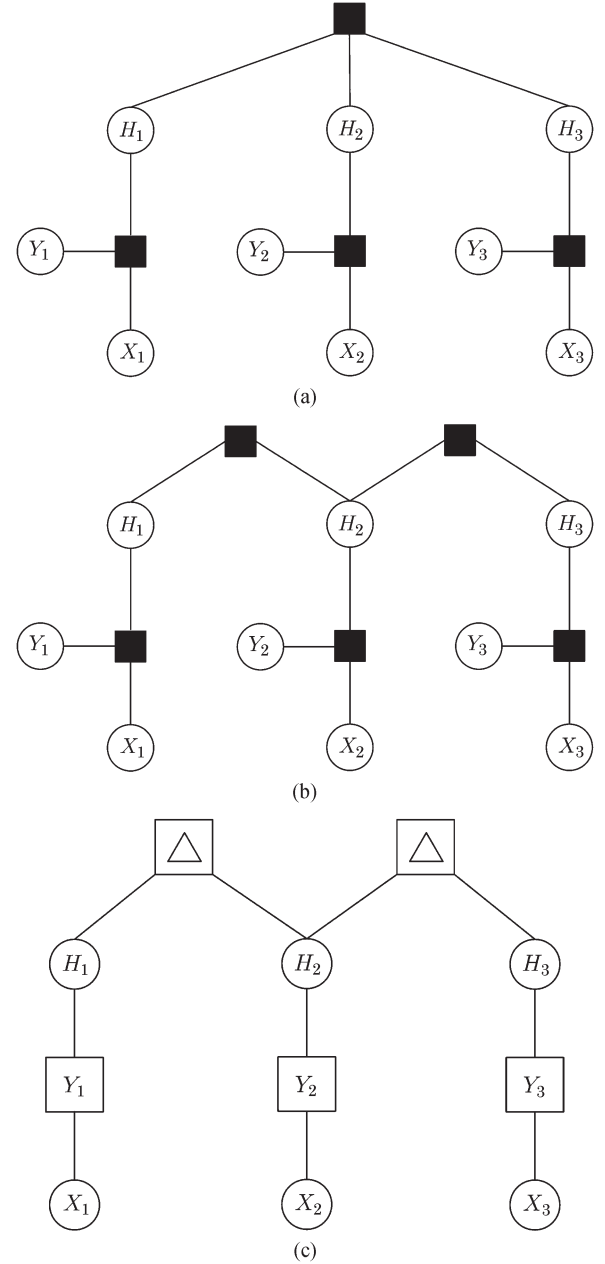 H₁ H₂ H₃
Y₁ Y₂ Y₃
X₁ X₂ X₃
(a)
H₁ H₂ H₃
Y₁ Y₂ Y₃
X₁ X₂ X₃
(b)
△ △
H₁ H₂ H₃
Y₁ Y₂ Y₃
X₁ X₂ X₃
(c)